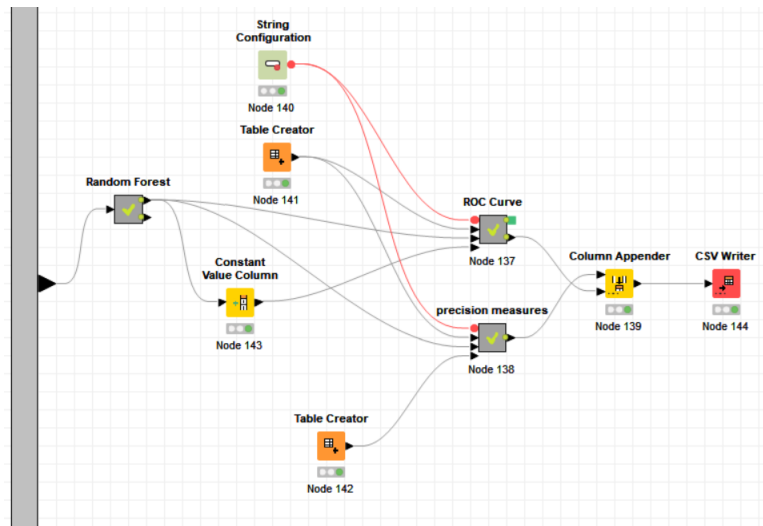 String
Configuration
Node 140
Table Creator
Node 141
Random Forest
ROC Curve
Node 137
Constant
Value Column
Node 143
Column Appender
Node 139
CSV Writer
Node 144
precision measures
Node 138
Table Creator
Node 142